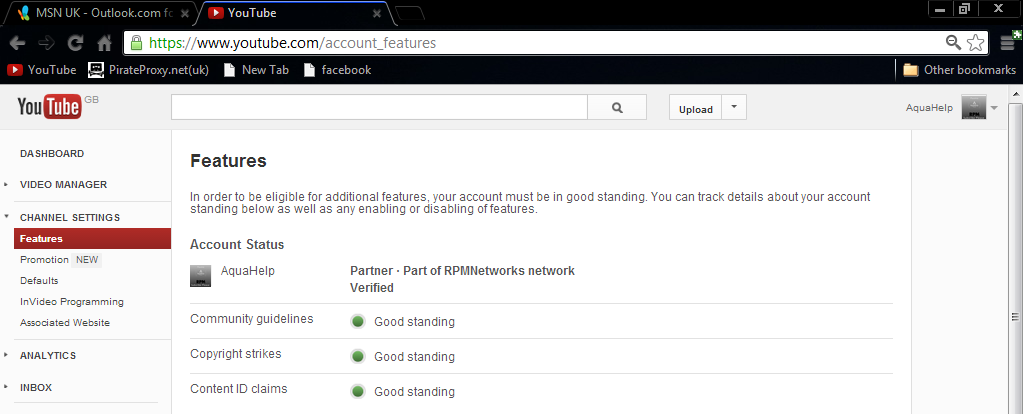 MSN UK - Outlook.com fo
YouTube
https://www.youtube.com/account_features
YouTube
PirateProxy.net(uk)
New Tab
facebook
Other bookmarks
YouTube GB
Upload
AquaHelp
DASHBOARD
VIDEO MANAGER
CHANNEL SETTINGS
Features
Promotion NEW
Defaults
InVideo Programming
Associated Website
ANALYTICS
INBOX
Features
In order to be eligible for additional features, your account must be in good standing. You can track details about your account
standing below as well as any enabling or disabling of features.
Account Status
AquaHelp
Partner · Part of RPMNetworks network
Verified
Community guidelines
Good standing
Copyright strikes
Good standing
Content ID claims
Good standing